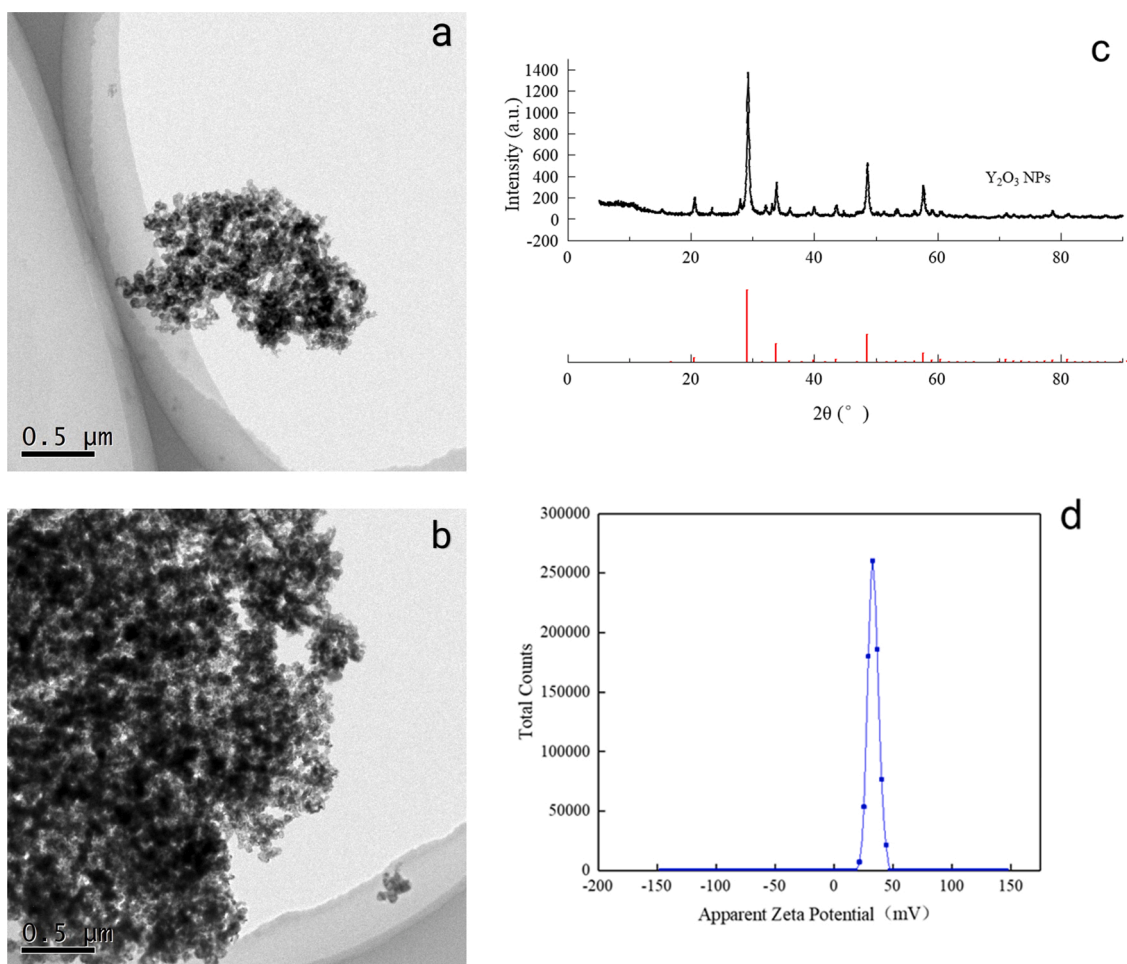 a
0.5 µm
b
0.5 µm
c
Intensity (a.u.)
1400
1200
1000
800
600
400
200
0
-200
Y₂O₃ NPs
0 20 40 60 80
0 20 40 60 80
2θ (°)
d
Total Counts
300000
250000
200000
150000
100000
50000
0
-200 -150 -100 -50 0 50 100 150
Apparent Zeta Potential（mV）